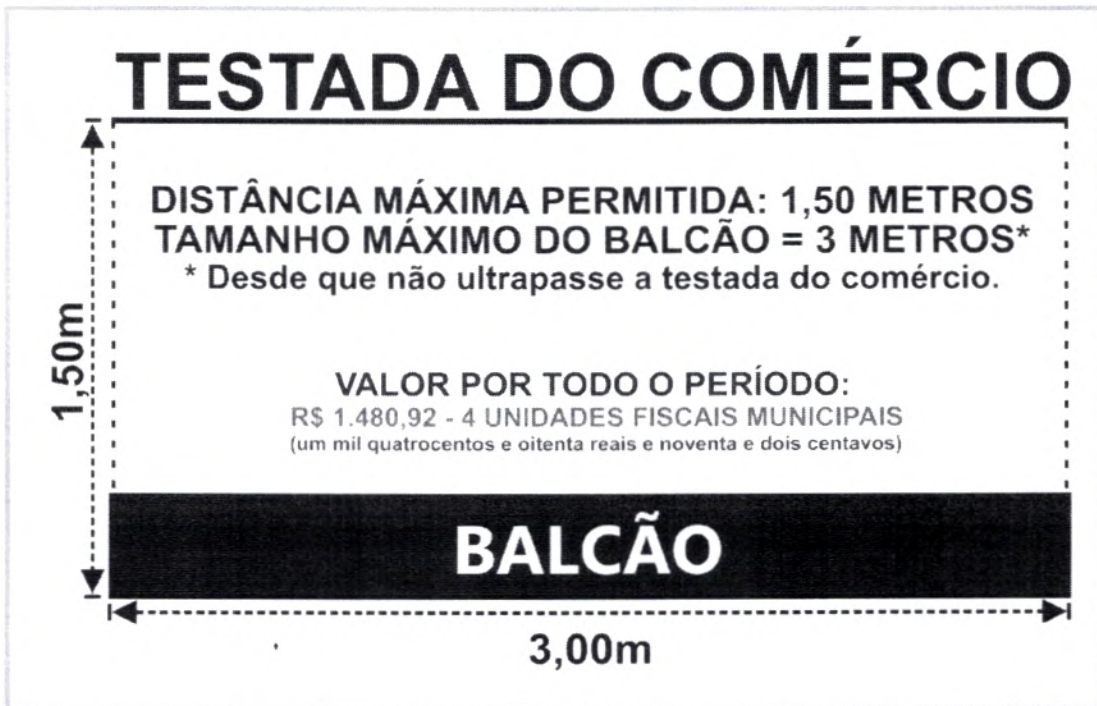 TESTADA DO COMÉRCIO
DISTÂNCIA MÁXIMA PERMITIDA: 1,50 METROS
TAMANHO MÁXIMO DO BALCÃO = 3 METROS*
* Desde que não ultrapasse a testada do comércio.
1,50m
VALOR POR TODO O PERÍODO:
R$ 1.480,92 - 4 UNIDADES FISCAIS MUNICIPAIS
(um mil quatrocentos e oitenta reais e noventa e dois centavos)
BALCÃO
3,00m